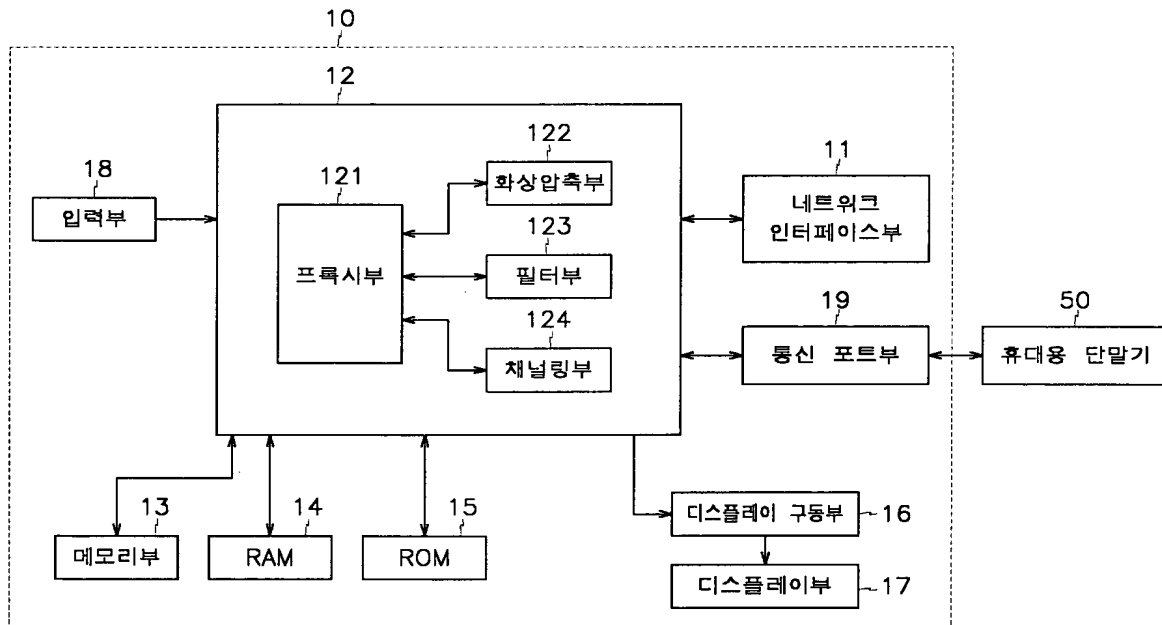 10
12
122
화상압축부
18
입력부
121
프록시부
123
필터부
124
채널링부
11
네트워크
인터페이스부
19
통신 포트부
50
휴대용 단말기
13
메모리부
14
RAM
15
ROM
디스플레이 구동부
16
디스플레이부
17